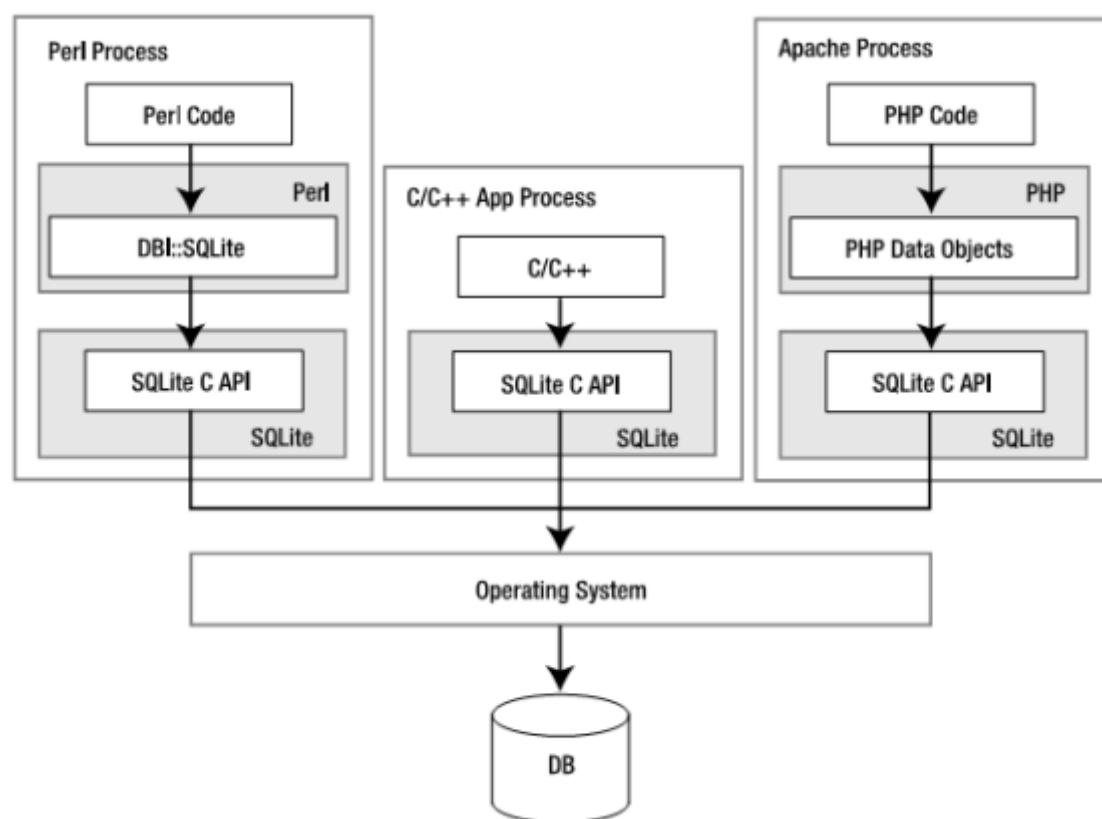 Perl Process
Perl Code
Perl
DBI::SQLite
SQLite C API
SQLite
C/C++ App Process
C/C++
SQLite C API
SQLite
Apache Process
PHP Code
PHP
PHP Data Objects
SQLite C API
SQLite
Operating System
DB